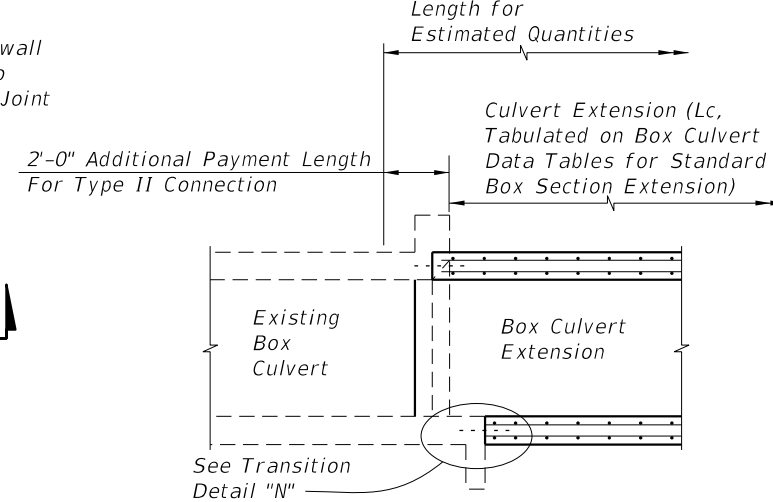 Length for
Estimated Quantities
wall
Joint
Culvert Extension (Lc,
Tabulated on Box Culvert
Data Tables for Standard
Box Section Extension)
2'-0" Additional Payment Length
For Type II Connection
Existing
Box
Culvert
Box Culvert
Extension
See Transition
Detail "N"